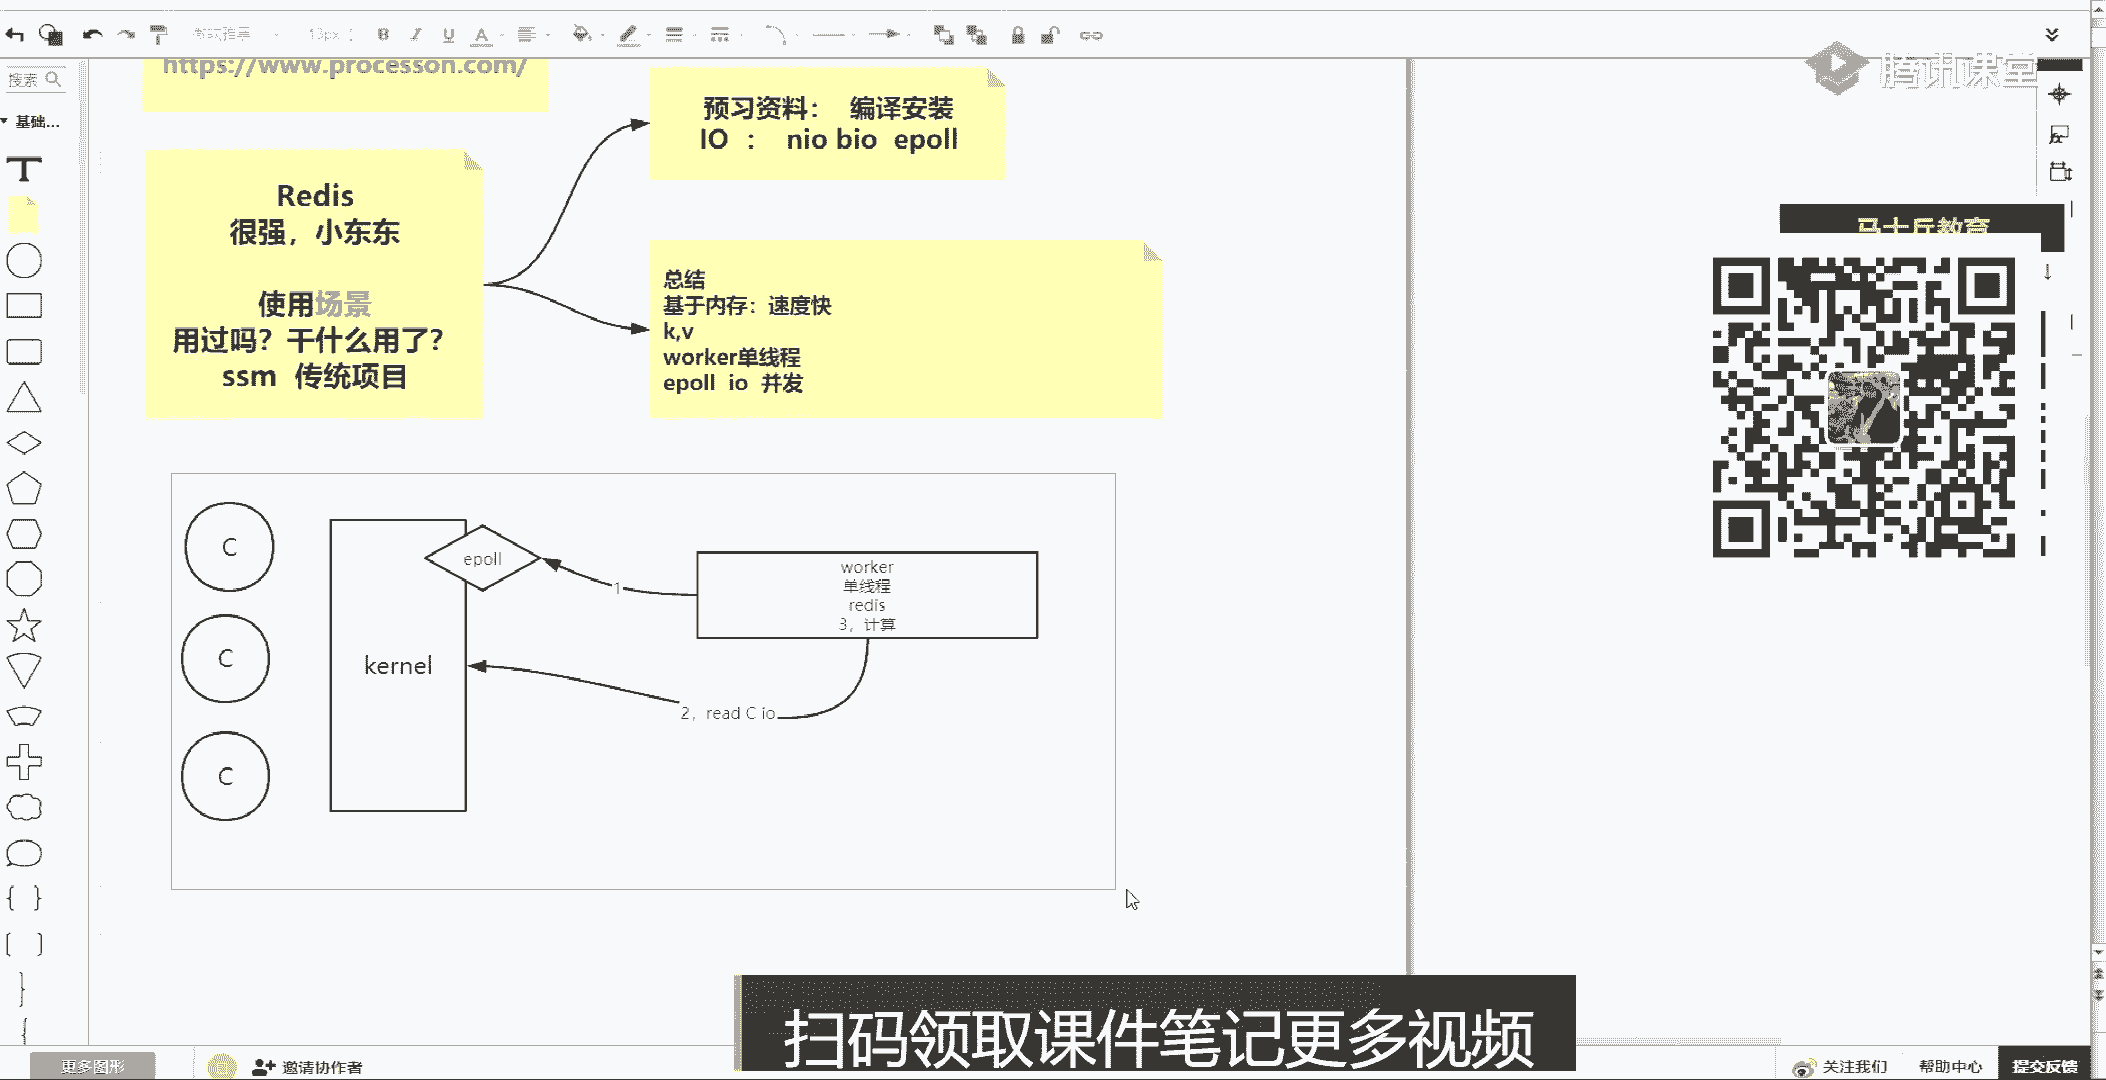 13px
B
I
U
A
搜索
基础...
T
https://www.processon.com/
预习资料： 编译安装
IO ： nio bio epoll
Redis
很强，小东东
使用场景
用过吗？干什么用了？
ssm 传统项目
总结
基于内存：速度快
k,v
worker单线程
epoll io 并发
C
C
C
kernel
epoll
1
worker
单线程
redis
3，计算
2，read C io
腾讯课堂
马士兵教育
扫码领取课件笔记更多视频
更多图形
邀请协作者
关注我们
帮助中心
提交反馈